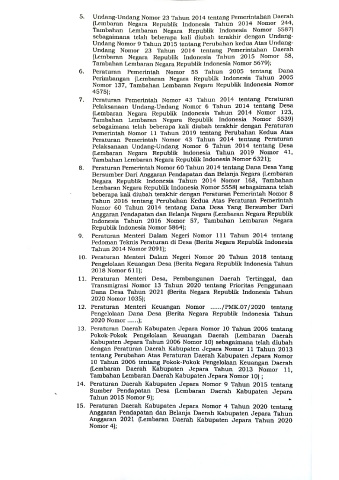 5. Undang-Undang Nomor 23 Tahun 2014 tentang Pemerintahan Daerah
(Lembaran Negara Republik Indonesia Tahun 2014 Nomor 244,
Tambahan Lembaran Negara Republik Indonesia Nomor 5587)
sebagaimana telah beberapa kali diubah terakhir dengan Undang-
Undang Nomor 9 Tahun 2015 tentang Perubahan Kedua Atas Undang-
Undang Nomor 23 Tahun 2014 tentang Pemerintahan Daerah
(Lembaran Negara Republik Indonesia Tahun 2015 Nomor 58,
Tambahan Lembaran Negara Republik Indonesia Nomor 5679);
6. Peraturan Pemerintah Nomor 55 Tahun 2005 tentang Dana
Perimbangan (Lembaran Negara Republik Indonesia Tahun 2005
Nomor 137, Tambahan Lembaran Negara Republik Indonesia Nomor
4575);
7. Peraturan Pemerintah Nomor 43 Tahun 2014 tentang Peraturan
Pelaksanaan Undang-Undang Nomor 6 Tahun 2014 tentang Desa
(Lembaran Negara Republik Indonesia Tahun 2014 Nomor 123,
Tambahan Lembaran Negara Republik Indonesia Nomor 5539)
sebagaimana telah beberapa kali diubah terakhir dengan Peraturan
Pemerintah Nomor 11 Tahun 2019 tentang Perubahan Kedua Atas
Peraturan Pemerintah Nomor 43 Tahun 2014 tentang Peraturan
Pelaksanaan Undang-Undang Nomor 6 Tahun 2014 tentang Desa
(Lembaran Negara Republik Indonesia Tahun 2019 Nomor 41,
Tambahan Lembaran Negara Republik Indonesia Nomor 6321);
8. Peraturan Pemerintah Nomor 60 Tahun 2014 tentang Dana Desa Yang
Bersumber Dari Anggaran Pendapatan dan Belanja Negara (Lembaran
Negara Republik Indonesia Tahun 2014 Nomor 168, Tambahan
Lembaran Negara Republik Indonesia Nomor 5558) sebagaimana telah
beberapa kali diubah terakhir dengan Peraturan Pemerintah Nomor 8
Tahun 2016 tentang Perubahan Kedua Atas Peraturan Pemerintah
Nomor 60 Tahun 2014 tentang Dana Desa Yang Bersumber Dari
Anggaran Pendapatan dan Belanja Negara (Lembaran Negara Republik
Indonesia Tahun 2016 Nomor 57, Tambahan Lembaran Negara
Republik Indonesia Nomor 5864);
9. Peraturan Menteri Dalam Negeri Nomor 111 Tahun 2014 tentang
Pedoman Teknis Peraturan di Desa (Berita Negara Republik Indonesia
Tahun 2014 Nomor 2091);
10. Peraturan Menteri Dalam Negeri Nomor 20 Tahun 2018 tentang
Pengelolaan Keuangan Desa (Berita Negara Republik Indonesia Tahun
2018 Nomor 611);
11. Peraturan Menteri Desa, Pembangunan Daerah Tertinggal, dan
Transmigrasi Nomor 13 Tahun 2020 tentang Prioritas Penggunaan
Dana Desa Tahun 2021 (Berita Negara Republik Indonesia Tahun
2020 Nomor 1035);
12. Peraturan Menteri Keuangan Nomor ....../PMK.07/2020 tentang
Pengelolaan Dana Desa (Berita Negara Republik Indonesia Tahun
2020 Nomor .....);
13. Peraturan Daerah Kabupaten Jepara Nomor 10 Tahun 2006 tentang
Pokok-Pokok Pengelolaan Keuangan Daerah (Lembaran Daerah
Kabupaten Jepara Tahun 2006 Nomor 10) sebagaimana telah diubah
dengan Peraturan Daerah Kabupaten Jepara Nomor 11 Tahun 2013
tentang Perubahan Atas Peraturan Daerah Kabupaten Jepara Nomor
10 Tahun 2006 tentang Pokok-Pokok Pengelolaan Keuangan Daerah
(Lembaran Daerah Kabupaten Jepara Tahun 2013 Nomor 11,
Tambahan Lembaran Daerah Kabupaten Jepara Nomor 10) ;
14. Peraturan Daerah Kabupaten Jepara Nomor 9 Tahun 2015 tentang
Sumber Pendapatan Desa (Lembaran Daerah Kabupaten Jepara
Tahun 2015 Nomor 9);
15. Peraturan Daerah Kabupaten Jepara Nomor 4 Tahun 2020 tentang
Anggaran Pendapatan dan Belanja Daerah Kabupaten Jepara Tahun
Anggaran 2021 (Lembaran Daerah Kabupaten Jepara Tahun 2020
Nomor 4);